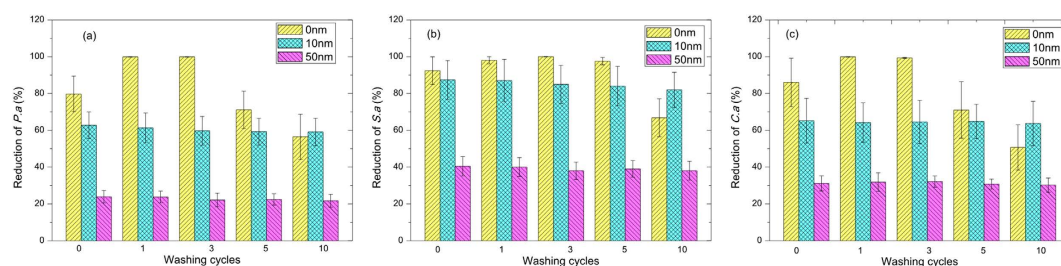 120
100
80
60
40
20
0
Reduction of P.a (%)
(a)
0nm
10nm
50nm
0 1 3 5 10
Washing cycles
120
100
80
60
40
20
0
Reduction of S.a (%)
(b)
0nm
10nm
50nm
0 1 3 5 10
Washing cycles
120
100
80
60
40
20
0
Reduction of C.a (%)
(c)
0nm
10nm
50nm
0 1 3 5 10
Washing cycles